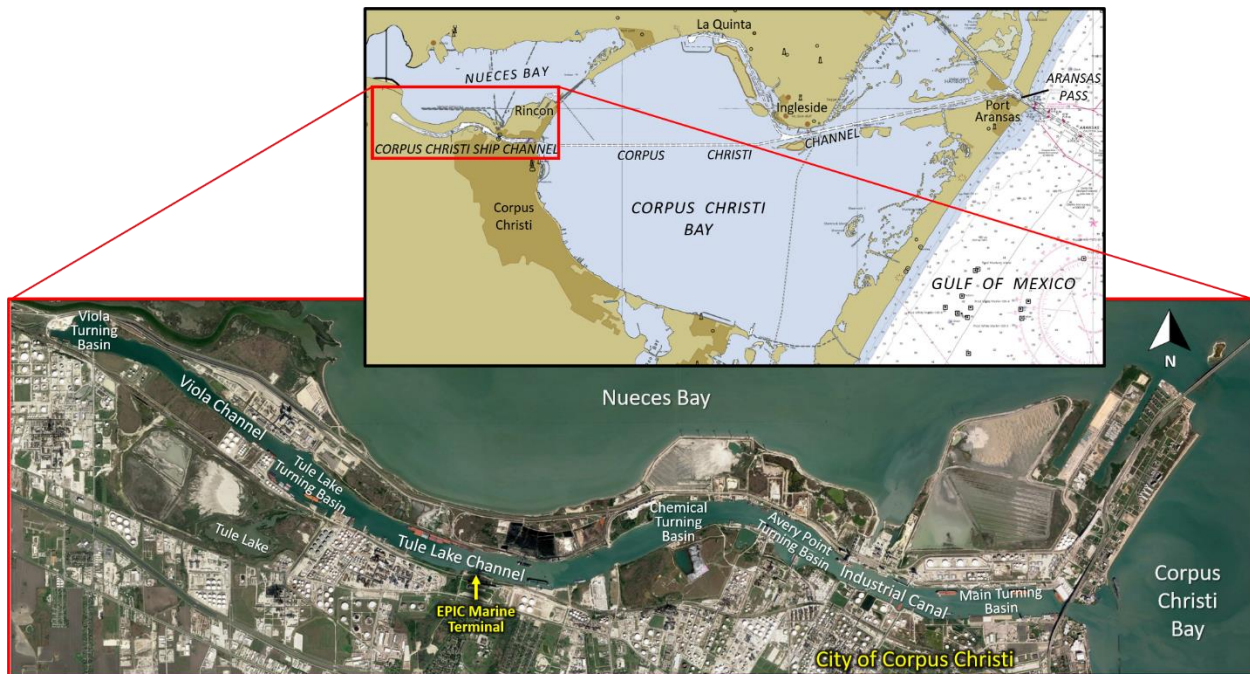 La Quinta
NUECES BAY
ARANSAS
PASS
Rincon
Ingleside
Port
Aransas
CHANNEL
CORPUS CHRISTI SHIP CHANNEL
CORPUS
CHRISTI
Corpus
Christi
CORPUS CHRISTI
BAY
GULF OF MEXICO
Viola
Turning
Basin
N
Nueces Bay
Viola Channel
Tule Lake
Turning Basin
Chemical
Turning
Basin
Avery Point
Turning Basin
Tule Lake
Tule Lake Channel
Industrial Canal
Main Turning
Basin
Corpus
Christi
Bay
EPIC Marine
Terminal
City of Corpus Christi